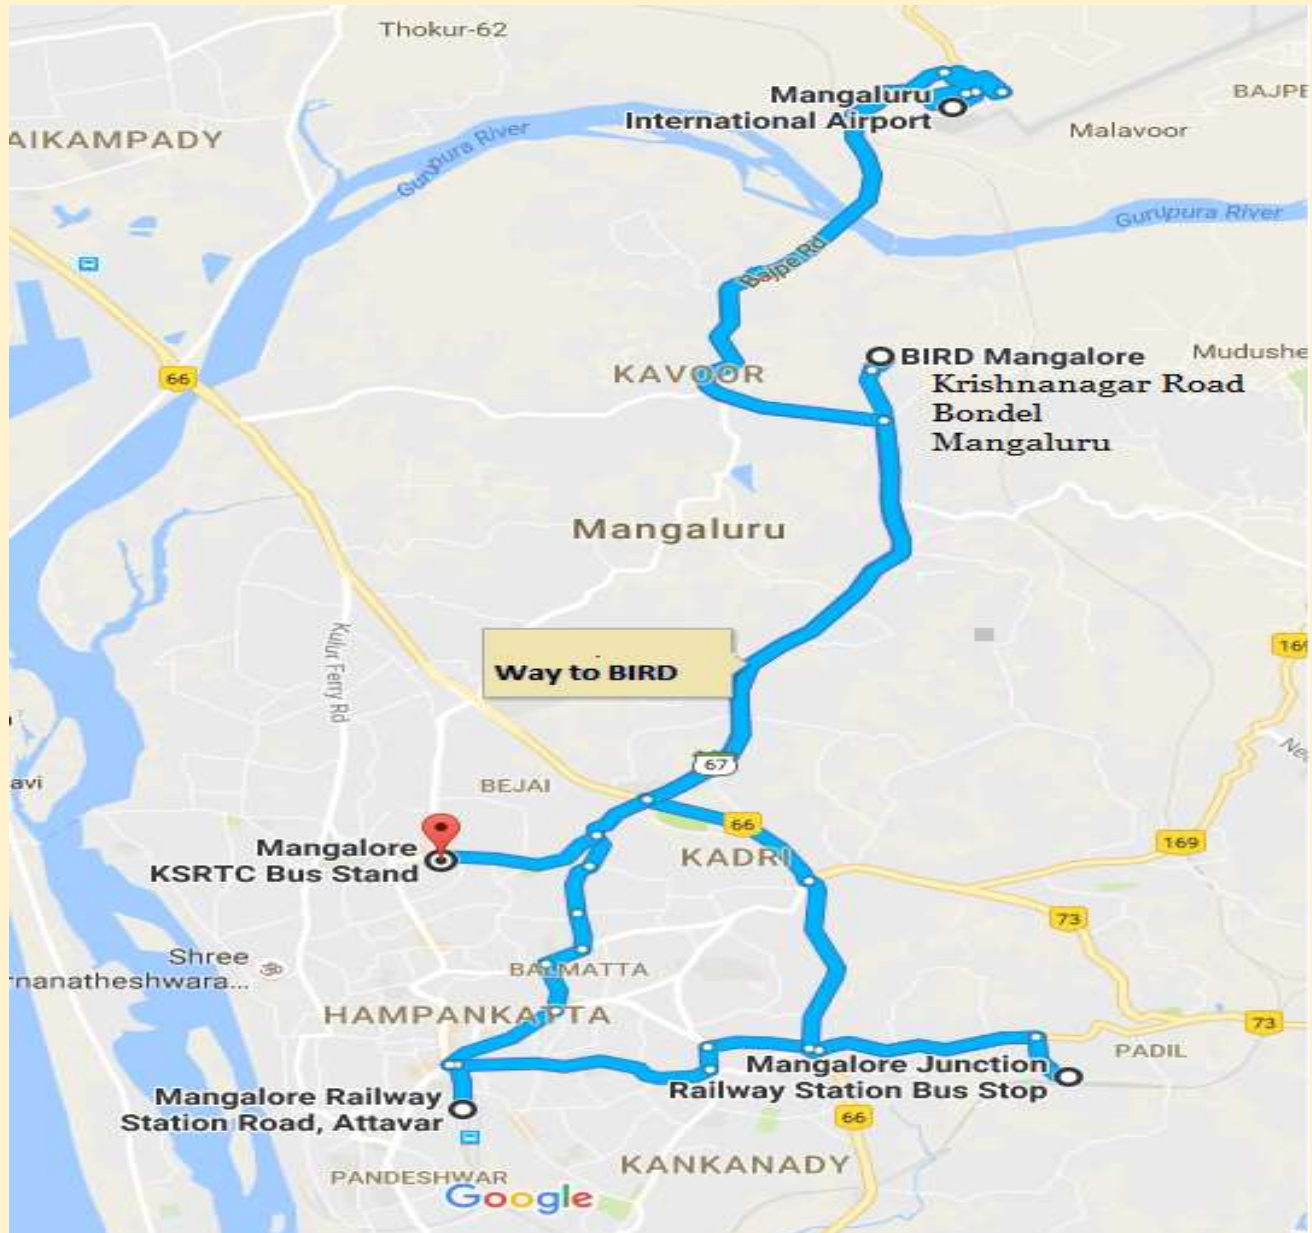 Thokur-62
Mangaluru
International Airport
BAJPE
AIKAMPADY
Malavoor
Gurupura River
Gurupura River
Bajpe Rd
BIRD Mangalore
Krishnanagar Road
Bondel
Mangaluru
Mudushe
KAVOOR
66
Mangaluru
Kulur Ferry Rd
Way to BIRD
169
67
avi
BEJAI
66
KADRI
169
Mangalore
KSRTC Bus Stand
73
Shree
rnanatheshwara...
BALMATTA
HAMPANKATTA
73
PADIL
Mangalore Junction
Railway Station Bus Stop
Mangalore Railway
Station Road, Attavar
66
KANKANADY
PANDESHWAR
Google